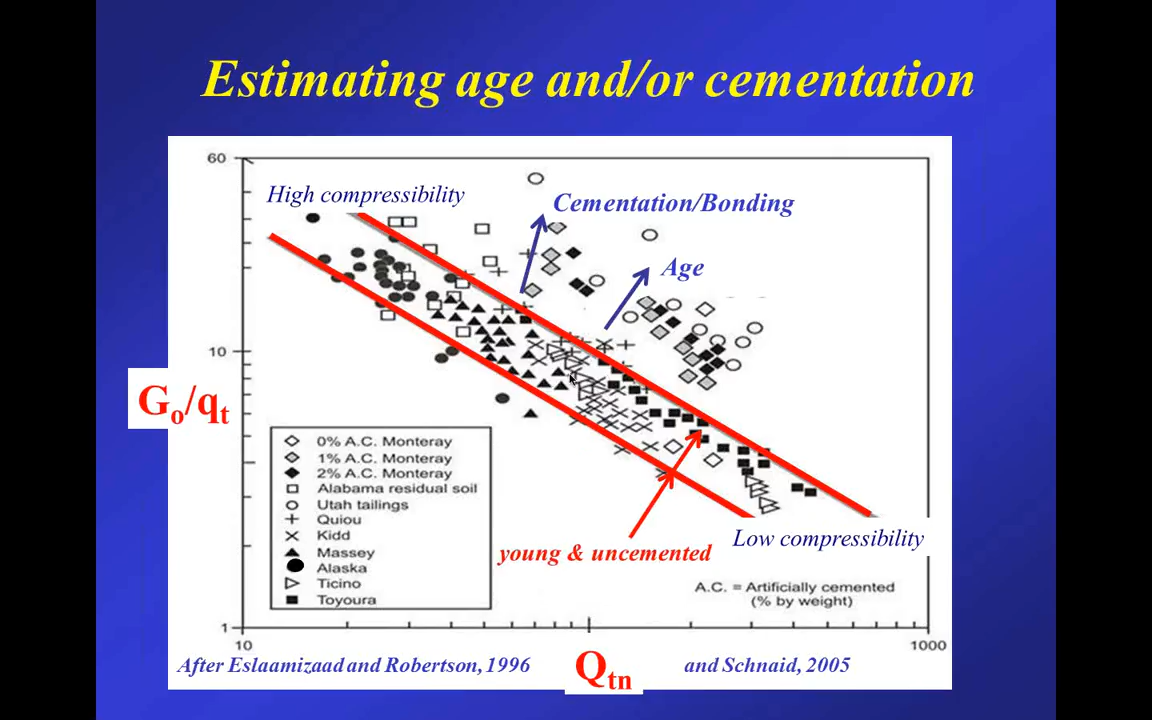 Estimating age and/or cementation
60
High compressibility
Cementation/Bonding
Age
10
Go/qt
0% A.C. Monteray
1% A.C. Monteray
2% A.C. Monteray
Alabama residual soil
Utah tailings
Quiou
Kidd
Massey
Alaska
Ticino
Toyoura
young & uncemented
Low compressibility
A.C. = Artificially cemented
(% by weight)
1
10
1000
After Eslaamizaad and Robertson, 1996
Qtn
and Schnaid, 2005